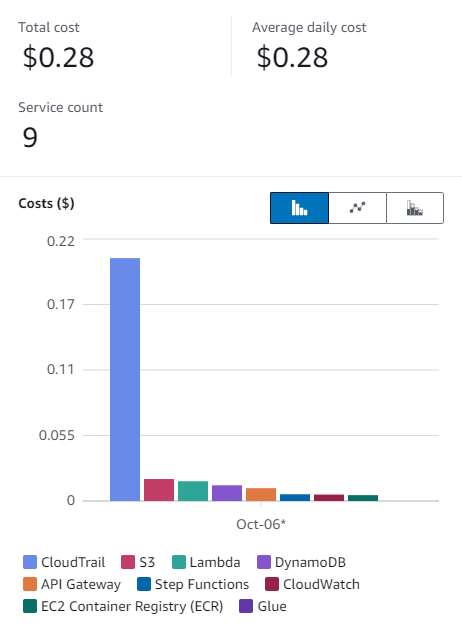 Total cost
$0.28
Average daily cost
$0.28
Service count
9
Costs ($)
0.22
0.17
0.11
0.055
0
Oct-06*
CloudTrail S3 Lambda DynamoDB
API Gateway Step Functions CloudWatch
EC2 Container Registry (ECR) Glue